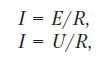 I = E/R,
I = U/R,